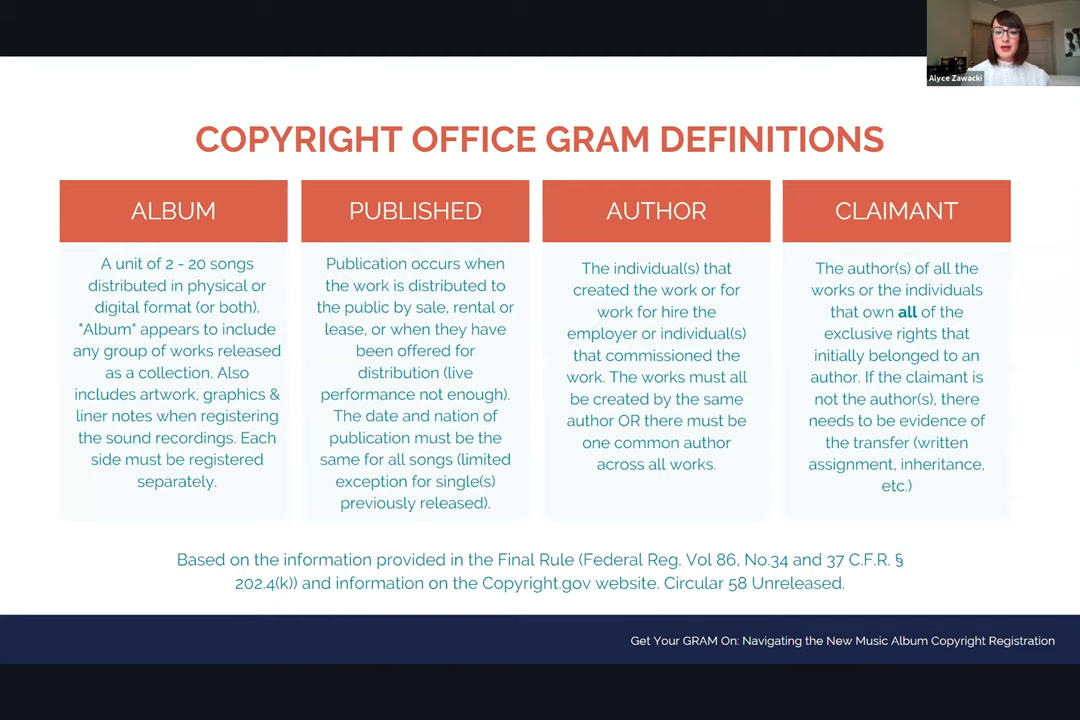 Alyce Zawacki
COPYRIGHT OFFICE GRAM DEFINITIONS
ALBUM
A unit of 2 - 20 songs
distributed in physical or
digital format (or both).
"Album" appears to include
any group of works released
as a collection. Also
includes artwork, graphics &
liner notes when registering
the sound recordings. Each
side must be registered
separately.
PUBLISHED
Publication occurs when
the work is distributed to
the public by sale, rental or
lease, or when they have
been offered for
distribution (live
performance not enough).
The date and nation of
publication must be the
same for all songs (limited
exception for single(s)
previously released).
AUTHOR
The individual(s) that
created the work or for
work for hire the
employer or individual(s)
that commissioned the
work. The works must all
be created by the same
author OR there must be
one common author
across all works.
CLAIMANT
The author(s) of all the
works or the individuals
that own all of the
exclusive rights that
initially belonged to an
author. If the claimant is
not the author(s), there
needs to be evidence of
the transfer (written
assignment, inheritance,
etc.)
Based on the information provided in the Final Rule (Federal Reg. Vol 86, No.34 and 37 C.F.R. §
202.4(k)) and information on the Copyright.gov website. Circular 58 Unreleased.
Get Your GRAM On: Navigating the New Music Album Copyright Registration